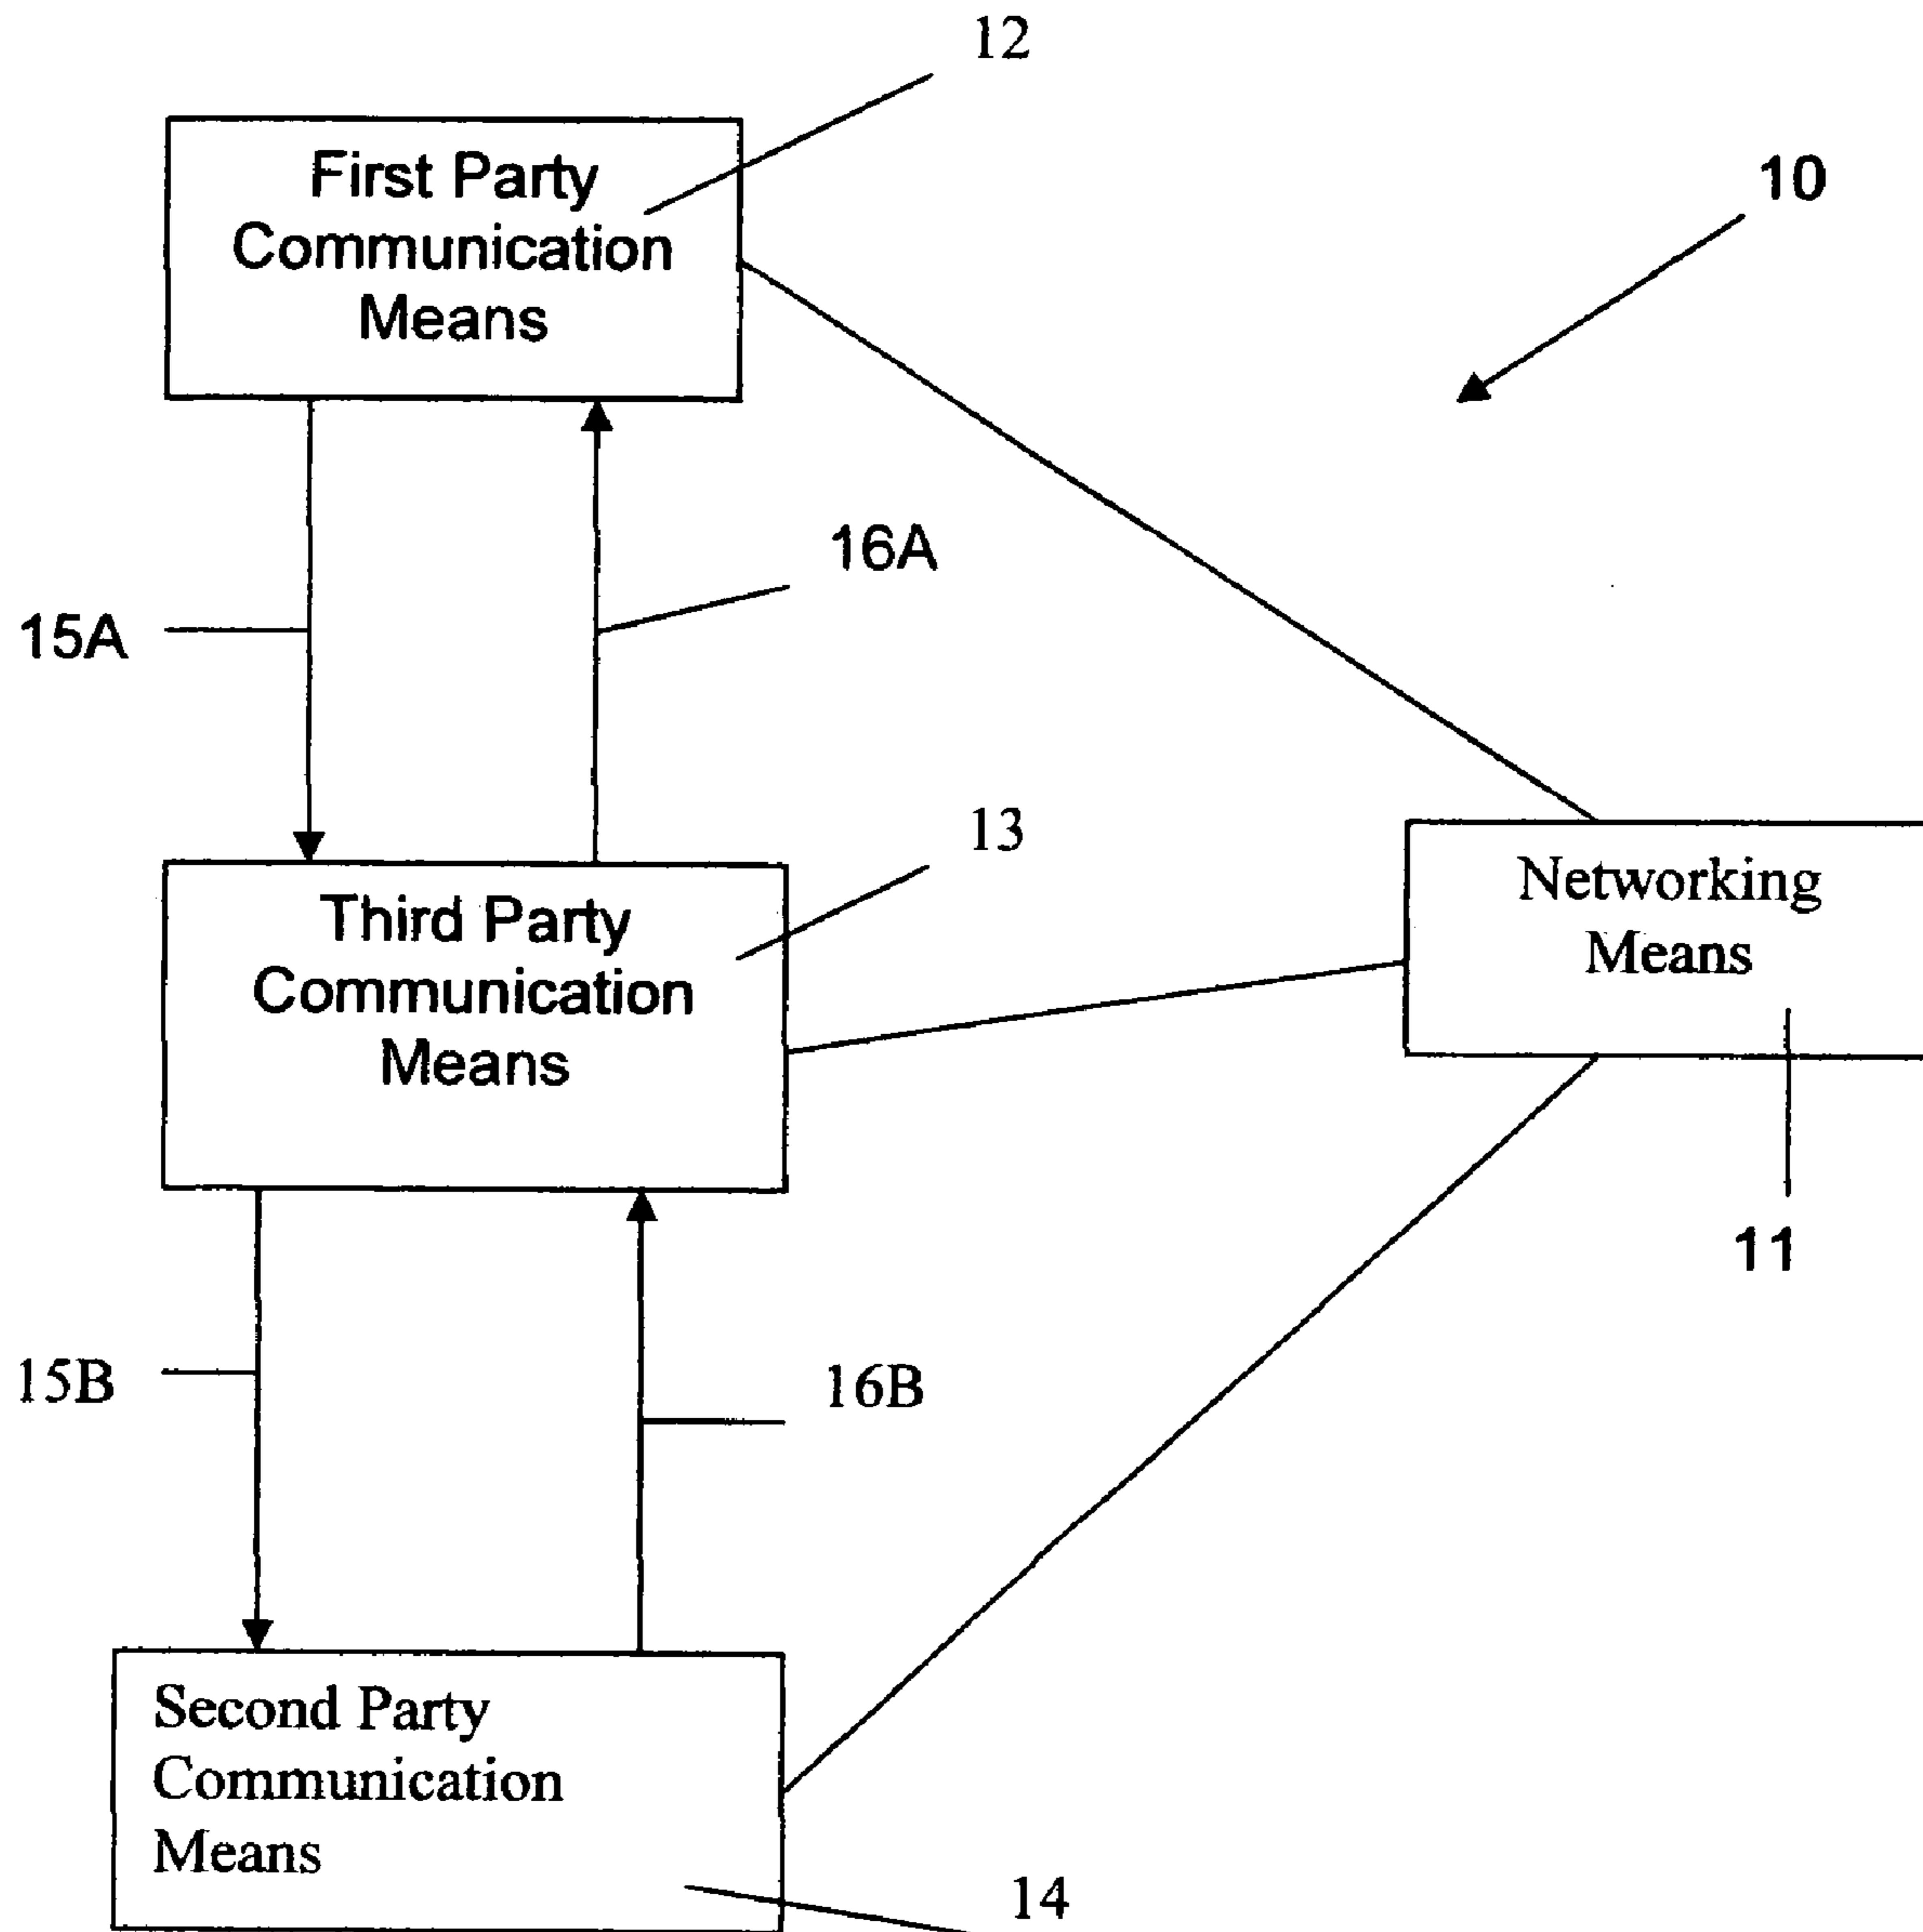 12
First Party
Communication
Means
10
16A
15A
13
Third Party
Communication
Means
Networking
Means
11
15B
16B
Second Party
Communication
Means
14